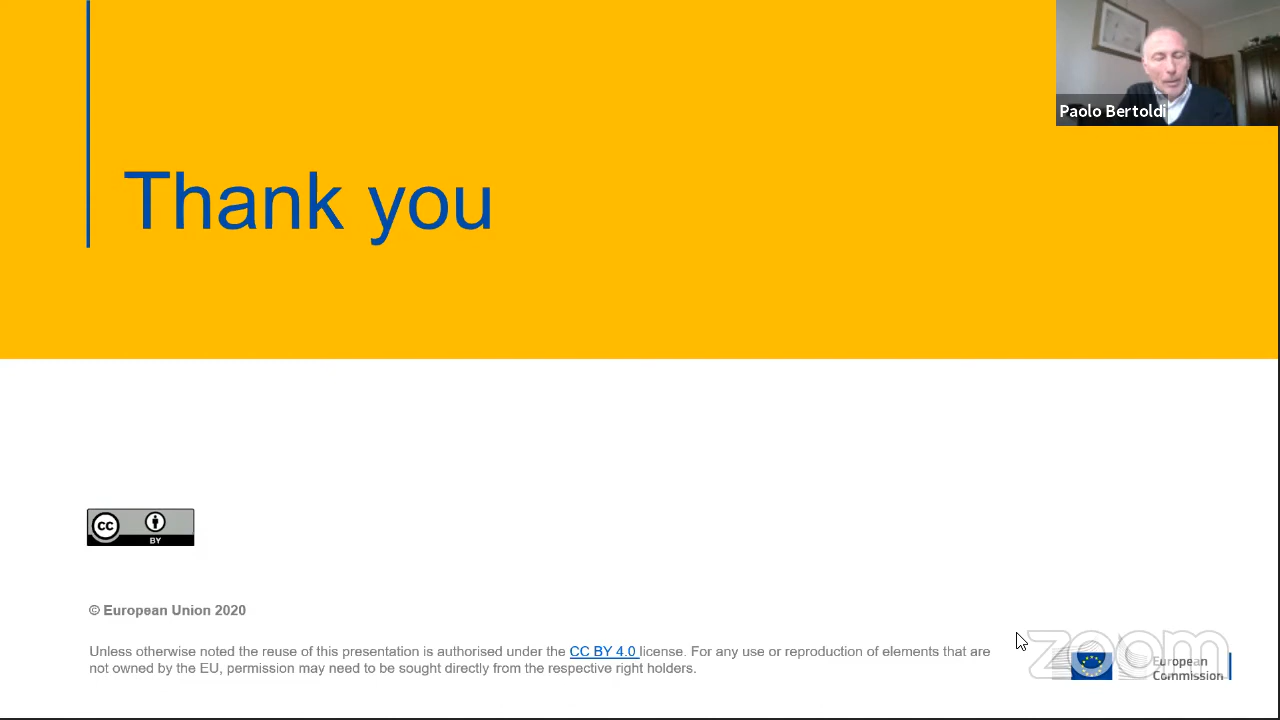 Paolo Bertoldi
Thank you
cc
BY
© European Union 2020
Unless otherwise noted the reuse of this presentation is authorised under the CC BY 4.0 license. For any use or reproduction of elements that are
not owned by the EU, permission may need to be sought directly from the respective right holders.
zoom
European
Commission